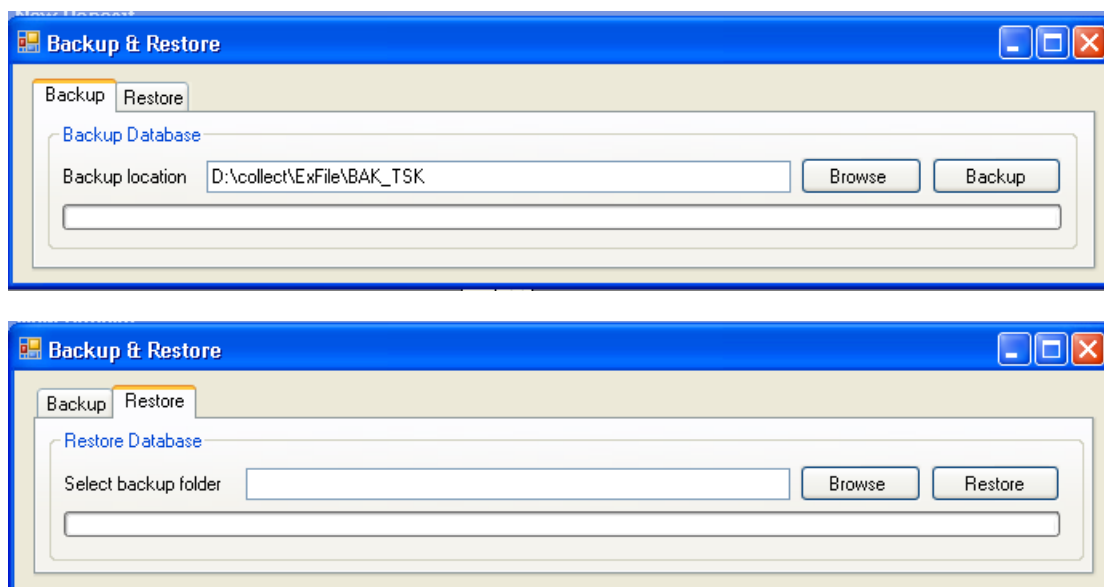 Backup & Restore
Backup Restore
Backup Database
Backup location D:\collect\ExFile\BAK_TSK Browse Backup
Backup & Restore
Backup Restore
Restore Database
Select backup folder Browse Restore